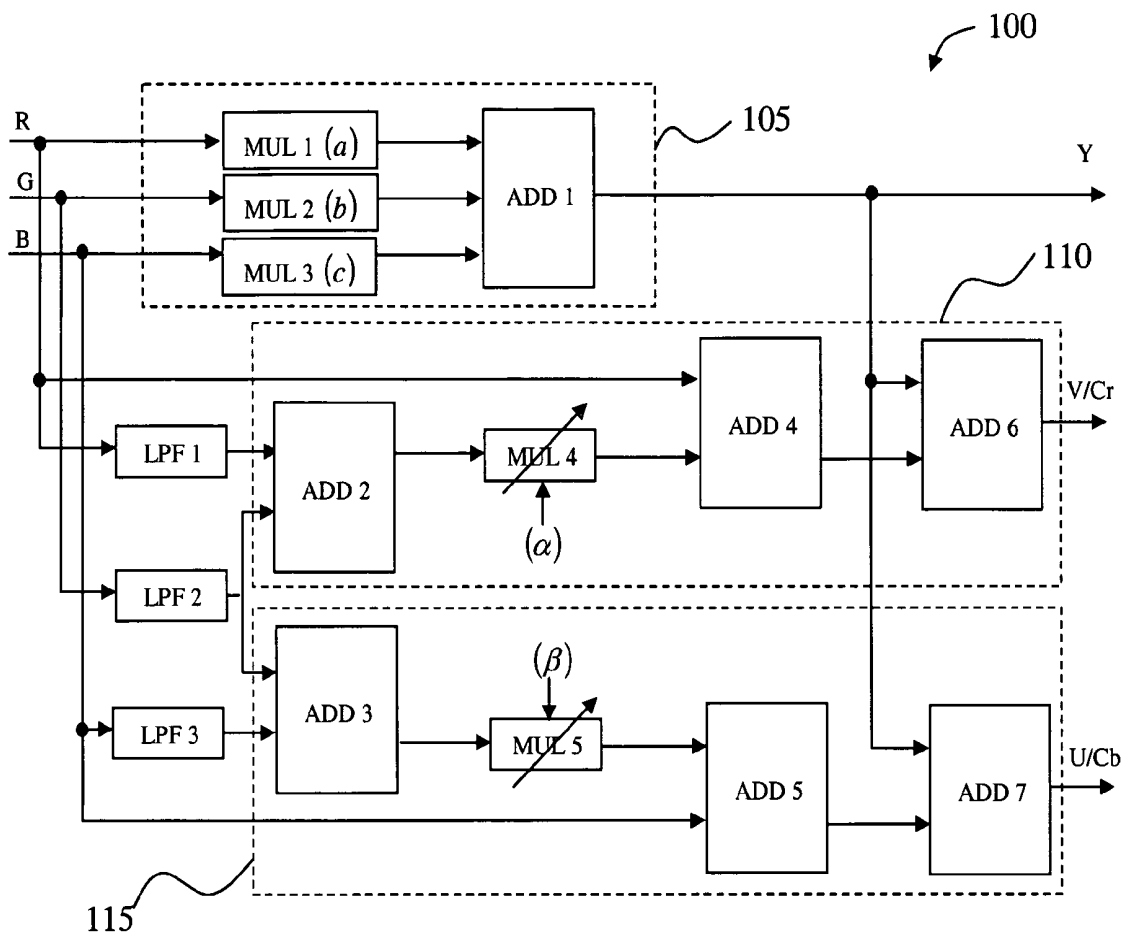 100
R
MUL 1 (a)
105
Y
G
MUL 2 (b)
ADD 1
B
MUL 3 (c)
110
V/Cr
ADD 4
ADD 6
LPF 1
MUL 4
ADD 2
(α)
LPF 2
(β)
ADD 3
LPF 3
MUL 5
U/Cb
ADD 5
ADD 7
115